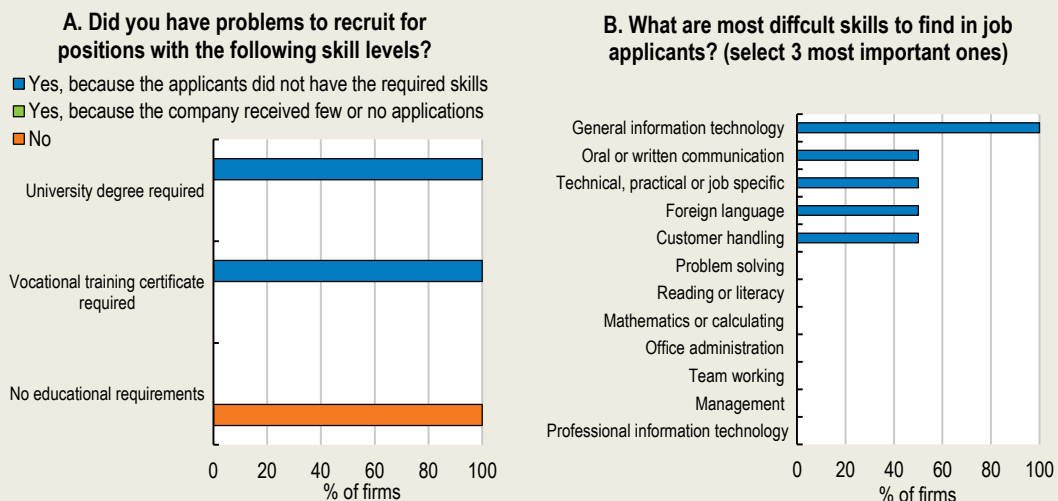 A. Did you have problems to recruit for
positions with the following skill levels?
Yes, because the applicants did not have the required skills
Yes, because the company received few or no applications
No
University degree required
Vocational training certificate
required
No educational requirements
0 20 40 60 80 100
% of firms
B. What are most diffcult skills to find in job
applicants? (select 3 most important ones)
General information technology
Oral or written communication
Technical, practical or job specific
Foreign language
Customer handling
Problem solving
Reading or literacy
Mathematics or calculating
Office administration
Team working
Management
Professional information technology
0 20 40 60 80 100
% of firms